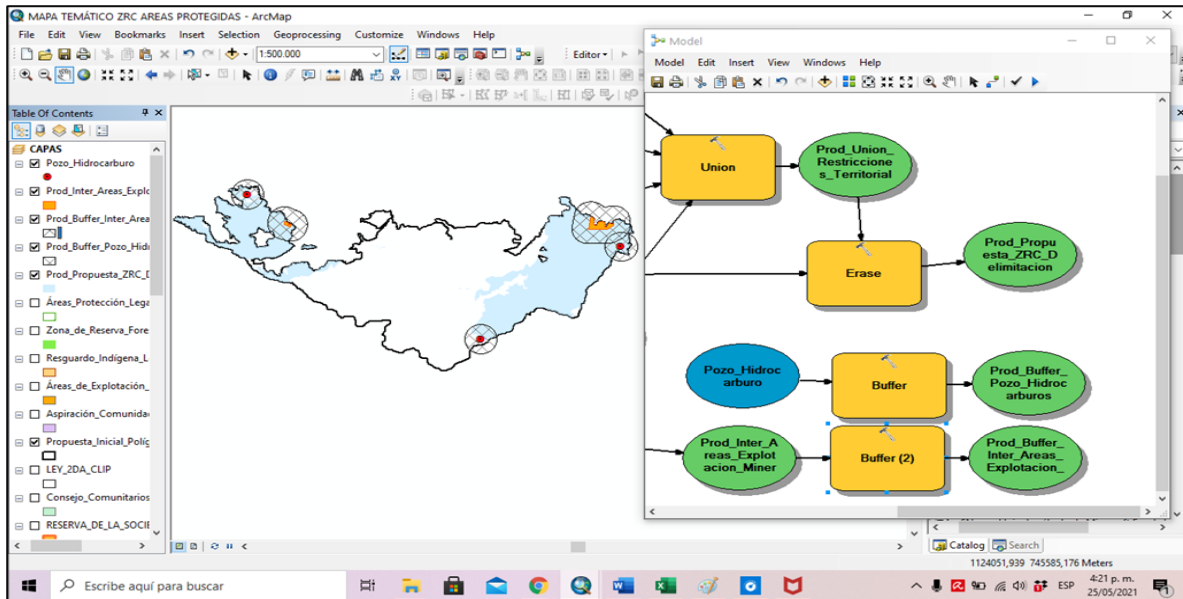 MAPA TEMÁTICO ZRC AREAS PROTEGIDAS - ArcMap
File Edit View Bookmarks Insert Selection Geoprocessing Customize Windows Help
1:500.000
Editor
Table Of Contents
CAPAS
Pozo_Hidrocarburo
Prod_Inter_Areas_Explo
Prod_Buffer_Inter_Area
Prod_Buffer_Pozo_Hid
Prod_Propuesta_ZRC_D
Áreas_Protección_Lega
Zona_de_Reserva_Fore
Resguardo_Indígena_L
Áreas_de_Explotación_
Aspiración_Comunida
Propuesta_Inicial_Políg
LEY_2DA_CLIP
Consejo_Comunitarios
RESERVA_DE_LA_SOCIE
Model
Model Edit Insert View Windows Help
Union
Prod_Union_
Restriccione
s_Territorial
Erase
Prod_Propu
esta_ZRC_D
elimitacion
Pozo_Hidroc
arburo
Buffer
Prod_Buffer_
Pozo_Hidroc
arburos
Prod_Inter_A
reas_Explot
acion_Miner
Buffer (2)
Prod_Buffer_
Inter_Areas_
Explotacion_
Catalog Search
1124051,939 745585,176 Meters
Escribe aquí para buscar
ESP
4:21 p. m.
25/05/2021